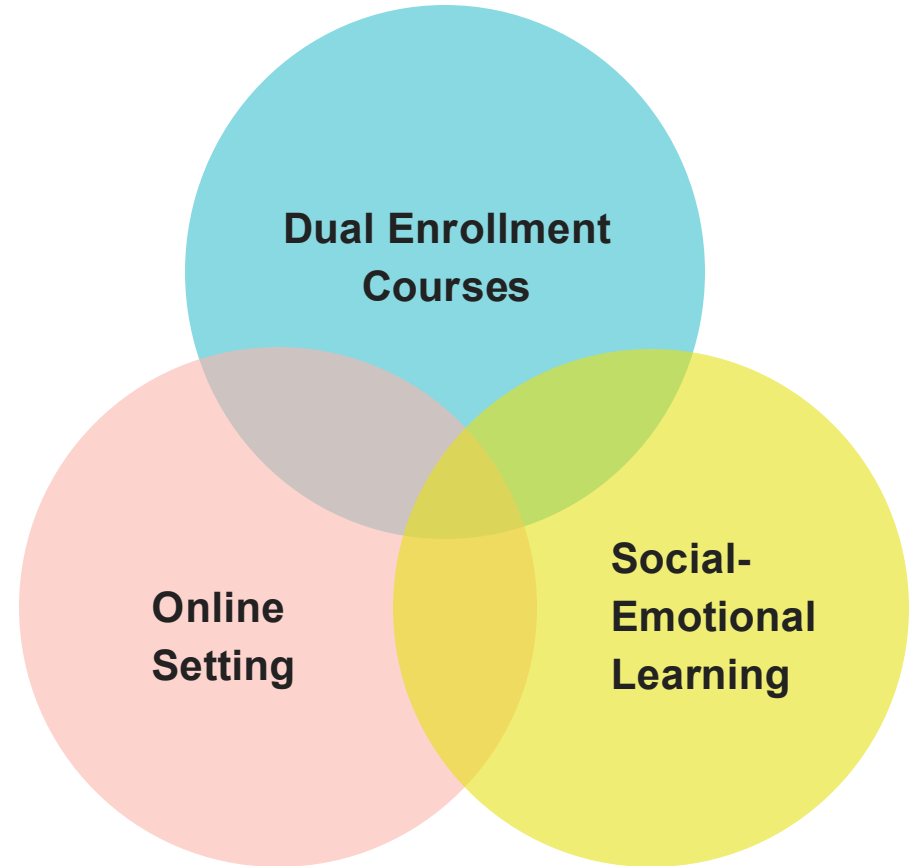 Dual Enrollment
Courses
Online
Setting
Social-
Emotional
Learning